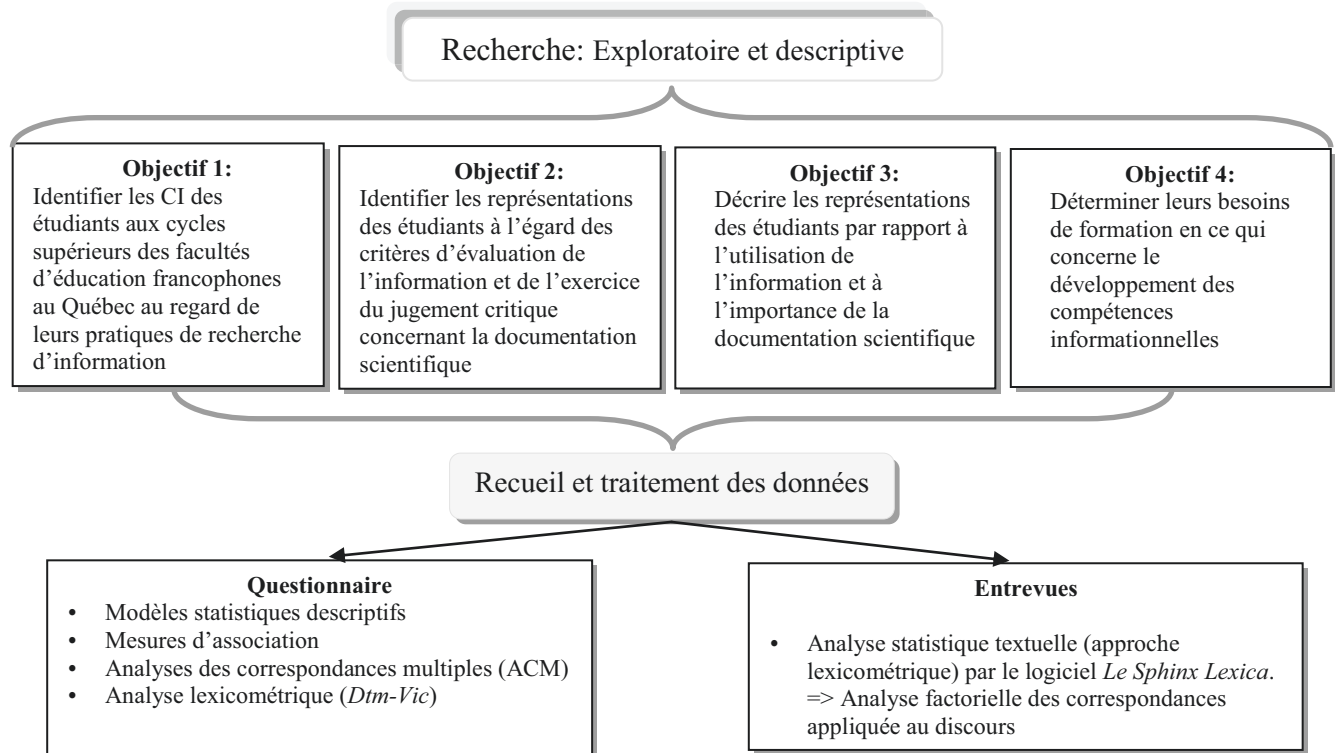 Recherche: Exploratoire et descriptive
Objectif 1:
Identifier les CI des
étudiants aux cycles
supérieurs des facultés
d'éducation francophones
au Québec au regard de
leurs pratiques de recherche
d'information
Objectif 2:
Identifier les représentations
des étudiants à l'égard des
critères d'évaluation de
l'information et de l'exercice
du jugement critique
concernant la documentation
scientifique
Objectif 3:
Décrire les représentations
des étudiants par rapport à
l'utilisation de
l'information et à
l'importance de la
documentation scientifique
Objectif 4:
Déterminer leurs besoins
de formation en ce qui
concerne le
développement des
compétences
informationnelles
Recueil et traitement des données
Questionnaire
• Modèles statistiques descriptifs
• Mesures d'association
• Analyses des correspondances multiples (ACM)
• Analyse lexicométrique (Dtm-Vic)
Entrevues
• Analyse statistique textuelle (approche
lexicométrique) par le logiciel Le Sphinx Lexica.
=> Analyse factorielle des correspondances
appliquée au discours